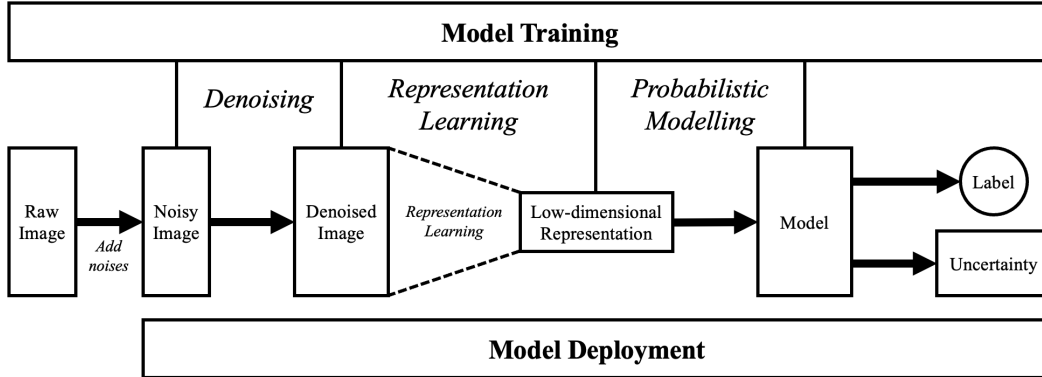 Model Training
Denoising
Representation
Learning
Probabilistic
Modelling
Raw
Image
Add
noises
Noisy
Image
Denoised
Image
Representation
Learning
Low-dimensional
Representation
Model
Label
Uncertainty
Model Deployment